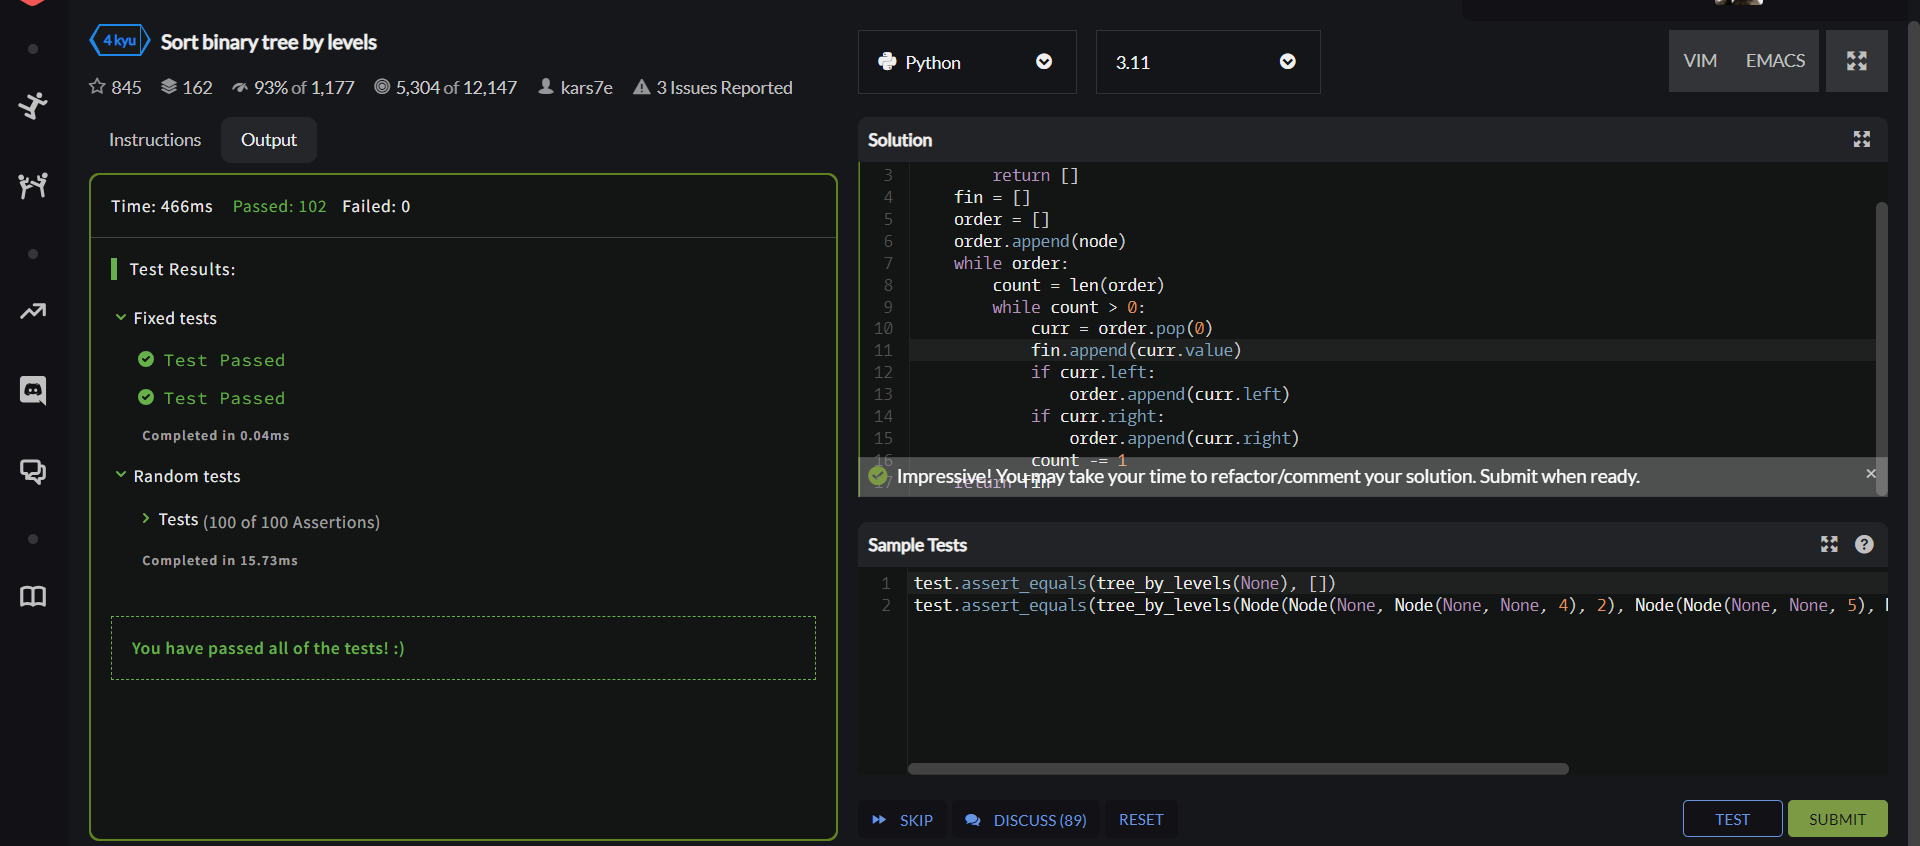 4 kyu Sort binary tree by levels
845 162 93% of 1,177 5,304 of 12,147 kars7e 3 Issues Reported
Instructions Output
Time: 466ms Passed: 102 Failed: 0
Test Results:
Fixed tests
Test Passed
Test Passed
Completed in 0.04ms
Random tests
Tests (100 of 100 Assertions)
Completed in 15.73ms
You have passed all of the tests! :)
Python 3.11 VIM EMACS
Solution
3 return []
4 fin = []
5 order = []
6 order.append(node)
7 while order:
8 count = len(order)
9 while count > 0:
10 curr = order.pop(0)
11 fin.append(curr.value)
12 if curr.left:
13 order.append(curr.left)
14 if curr.right:
15 order.append(curr.right)
16 count -= 1
17 return fin
Impressive! You may take your time to refactor/comment your solution. Submit when ready. ×
Sample Tests ?
1 test.assert_equals(tree_by_levels(None), [])
2 test.assert_equals(tree_by_levels(Node(Node(None, Node(None, None, 4), 2), Node(Node(None, None, 5),
SKIP DISCUSS (89) RESET TEST SUBMIT